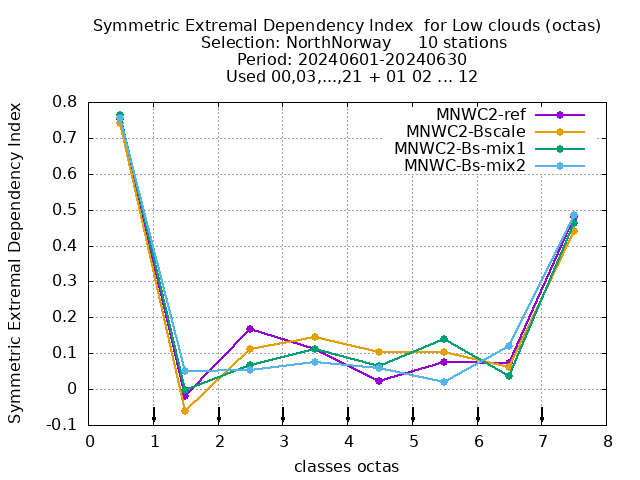 Symmetric Extremal Dependency Index  for Low clouds (octas)
Selection: NorthNorway     10 stations
Period: 20240601-20240630
Used 00,03,...,21 + 01 02 ... 12
MNWC2-ref
MNWC2-Bscale
MNWC2-Bs-mix1
MNWC-Bs-mix2
Symmetric Extremal Dependency Index
0.8
0.7
0.6
0.5
0.4
0.3
0.2
0.1
0
-0.1
0 1 2 3 4 5 6 7 8
classes octas